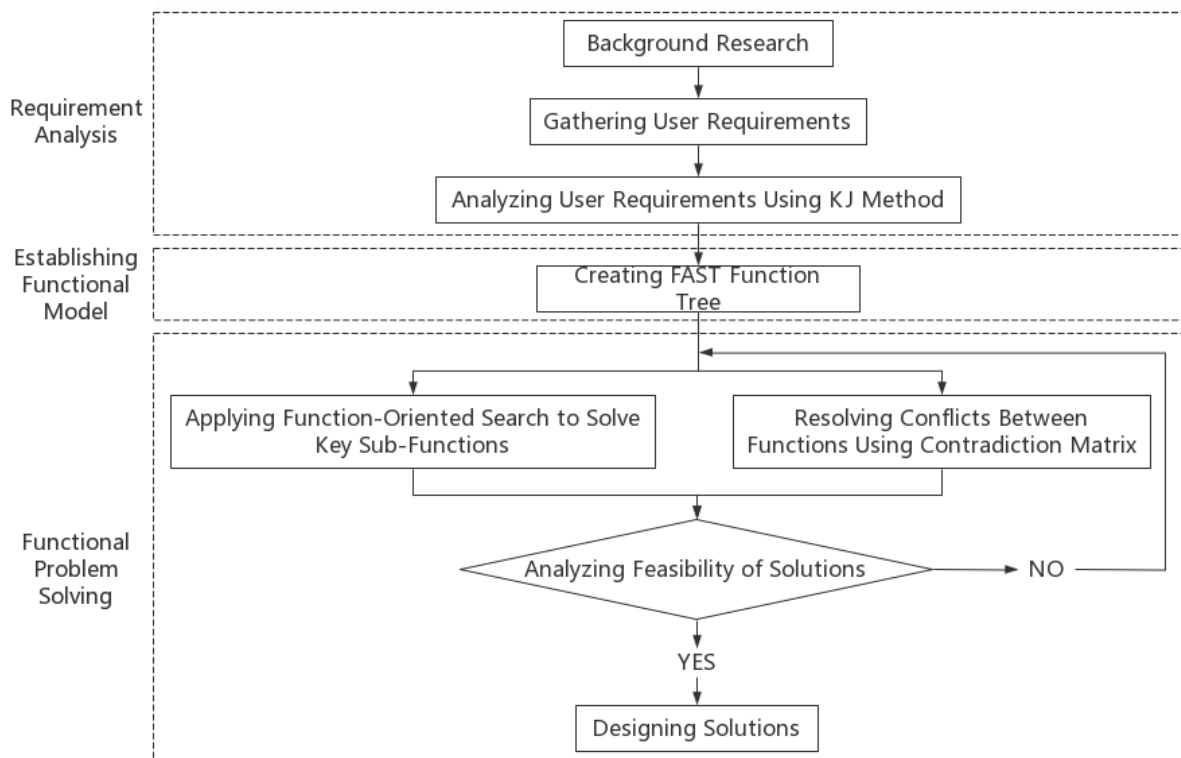 Background Research
Requirement
Analysis
Gathering User Requirements
Analyzing User Requirements Using KJ Method
Establishing
Functional
Model
Creating FAST Function
Tree
Applying Function-Oriented Search to Solve
Key Sub-Functions
Resolving Conflicts Between
Functions Using Contradiction Matrix
Functional
Problem
Solving
Analyzing Feasibility of Solutions
NO
YES
Designing Solutions